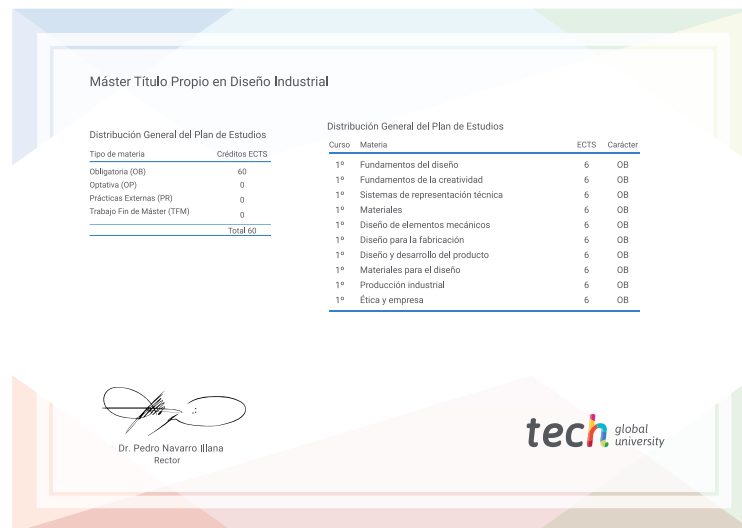 Máster Título Propio en Diseño Industrial
Distribución General del Plan de Estudios
Tipo de materia Créditos ECTS
Obligatoria (OB) 60
Optativa (OP) 0
Prácticas Externas (PR) 0
Trabajo Fin de Máster (TFM) 0
Total 60
Distribución General del Plan de Estudios
Curso Materia ECTS Carácter
1º Fundamentos del diseño 6 OB
1º Fundamentos de la creatividad 6 OB
1º Sistemas de representación técnica 6 OB
1º Materiales 6 OB
1º Diseño de elementos mecánicos 6 OB
1º Diseño para la fabricación 6 OB
1º Diseño y desarrollo del producto 6 OB
1º Materiales para el diseño 6 OB
1º Producción industrial 6 OB
1º Ética y empresa 6 OB
Dr. Pedro Navarro Illana
Rector
tech global
university